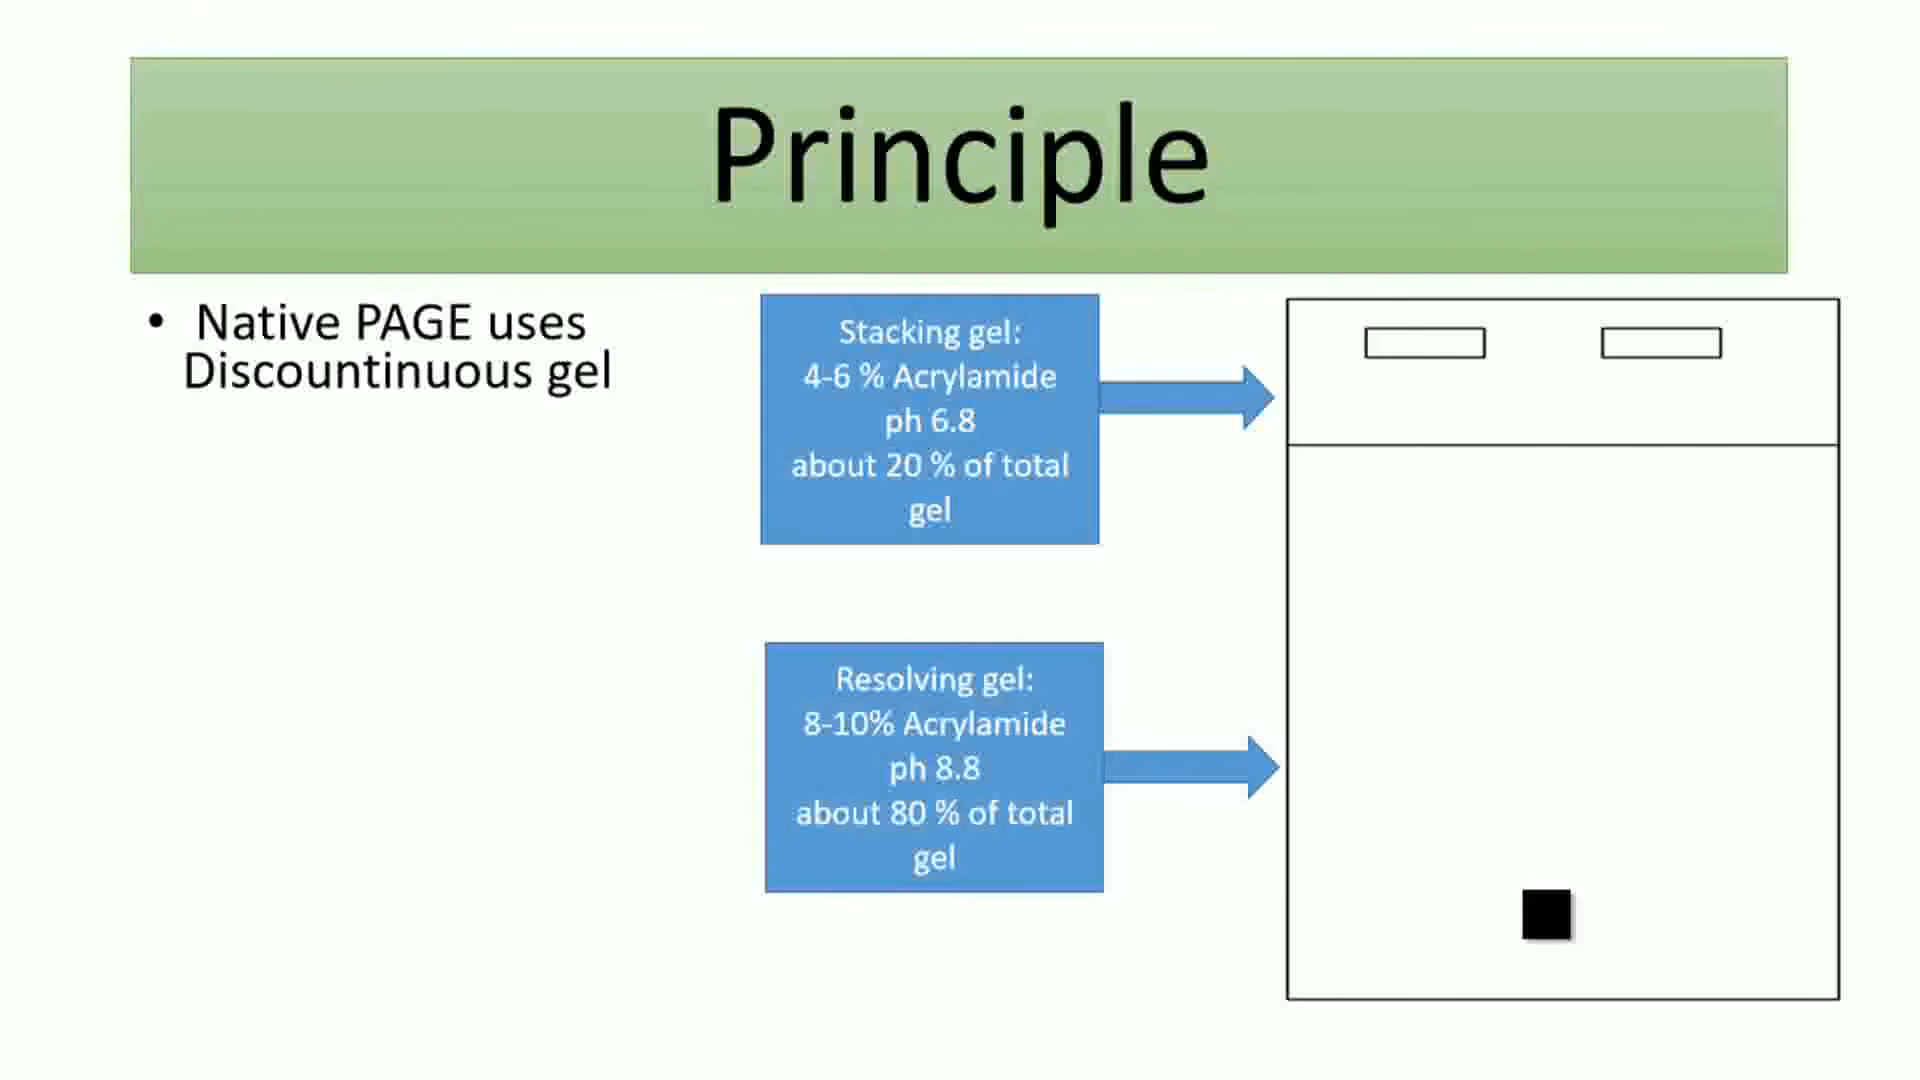 Principle
• Native PAGE uses
Discountinuous gel
Stacking gel:
4-6 % Acrylamide
ph 6.8
about 20 % of total
gel
Resolving gel:
8-10% Acrylamide
ph 8.8
about 80 % of total
gel